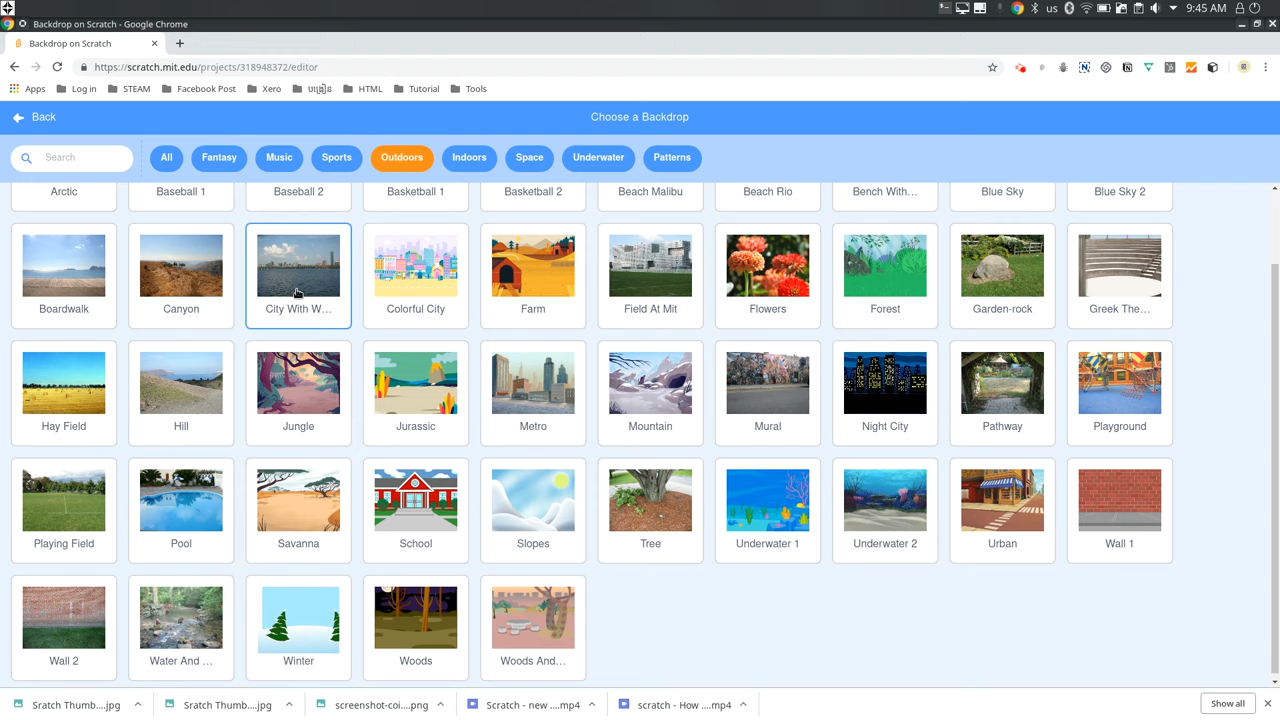 us 9:45 AM
Backdrop on Scratch - Google Chrome
Backdrop on Scratch
https://scratch.mit.edu/projects/318948372/editor
Apps Log in STEAM Facebook Post Xero HTML Tutorial Tools
Back Choose a Backdrop
Search All Fantasy Music Sports Outdoors Indoors Space Underwater Patterns
Arctic Baseball 1 Baseball 2 Basketball 1 Basketball 2 Beach Malibu Beach Rio Bench With... Blue Sky Blue Sky 2
Boardwalk Canyon City With W... Colorful City Farm Field At Mit Flowers Forest Garden-rock Greek The...
Hay Field Hill Jungle Jurassic Metro Mountain Mural Night City Pathway Playground
Playing Field Pool Savanna School Slopes Tree Underwater 1 Underwater 2 Urban Wall 1
Wall 2 Water And ... Winter Woods Woods And...
Sratch Thumb....jpg Sratch Thumb....jpg screenshot-coi....png Scratch - new ....mp4 scratch - How ....mp4 Show all